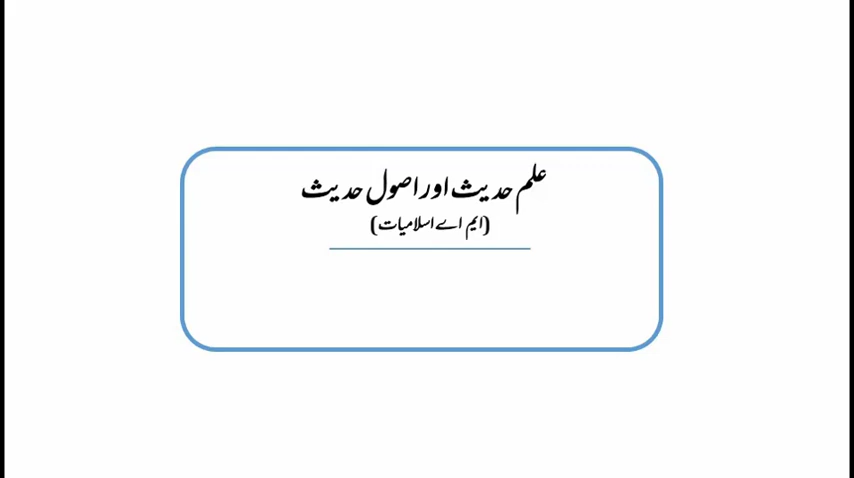 علم حدیث اور اصول حدیث
(ایم اے اسلامیات)